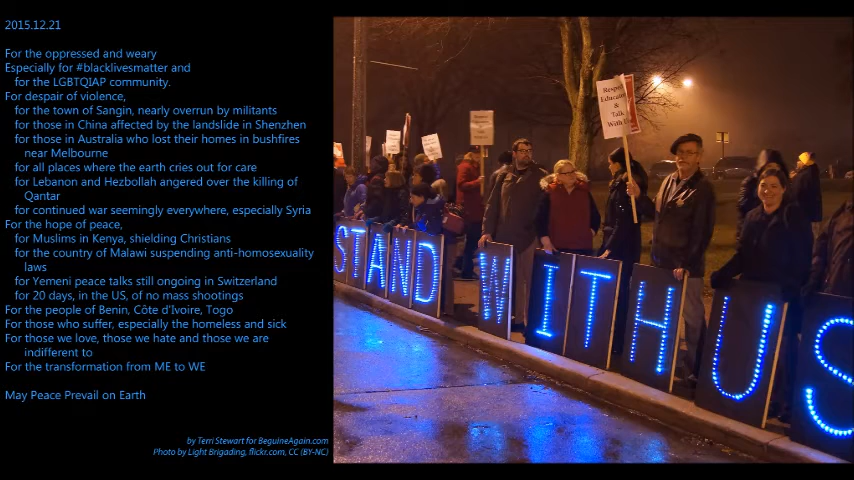 2015.12.21
For the oppressed and weary
Especially for #blacklivesmatter and
for the LGBTQIAP community.
For despair of violence,
for the town of Sangin, nearly overrun by militants
for those in China affected by the landslide in Shenzhen
for those in Australia who lost their homes in bushfires
near Melbourne
for all places where the earth cries out for care
for Lebanon and Hezbollah angered over the killing of
Qantar
for continued war seemingly everywhere, especially Syria
For the hope of peace,
for Muslims in Kenya, shielding Christians
for the country of Malawi suspending anti-homosexuality
laws
for Yemeni peace talks still ongoing in Switzerland
for 20 days, in the US, of no mass shootings
For the people of Benin, Côte d'Ivoire, Togo
For those who suffer, especially the homeless and sick
For those we love, those we hate and those we are
indifferent to
For the transformation from ME to WE
May Peace Prevail on Earth
by Terri Stewart for BeguineAgain.com
Photo by Light Brigading, flickr.com, CC (BY-NC)
Respect
Educate
&
Talk
With
STAND WITH US